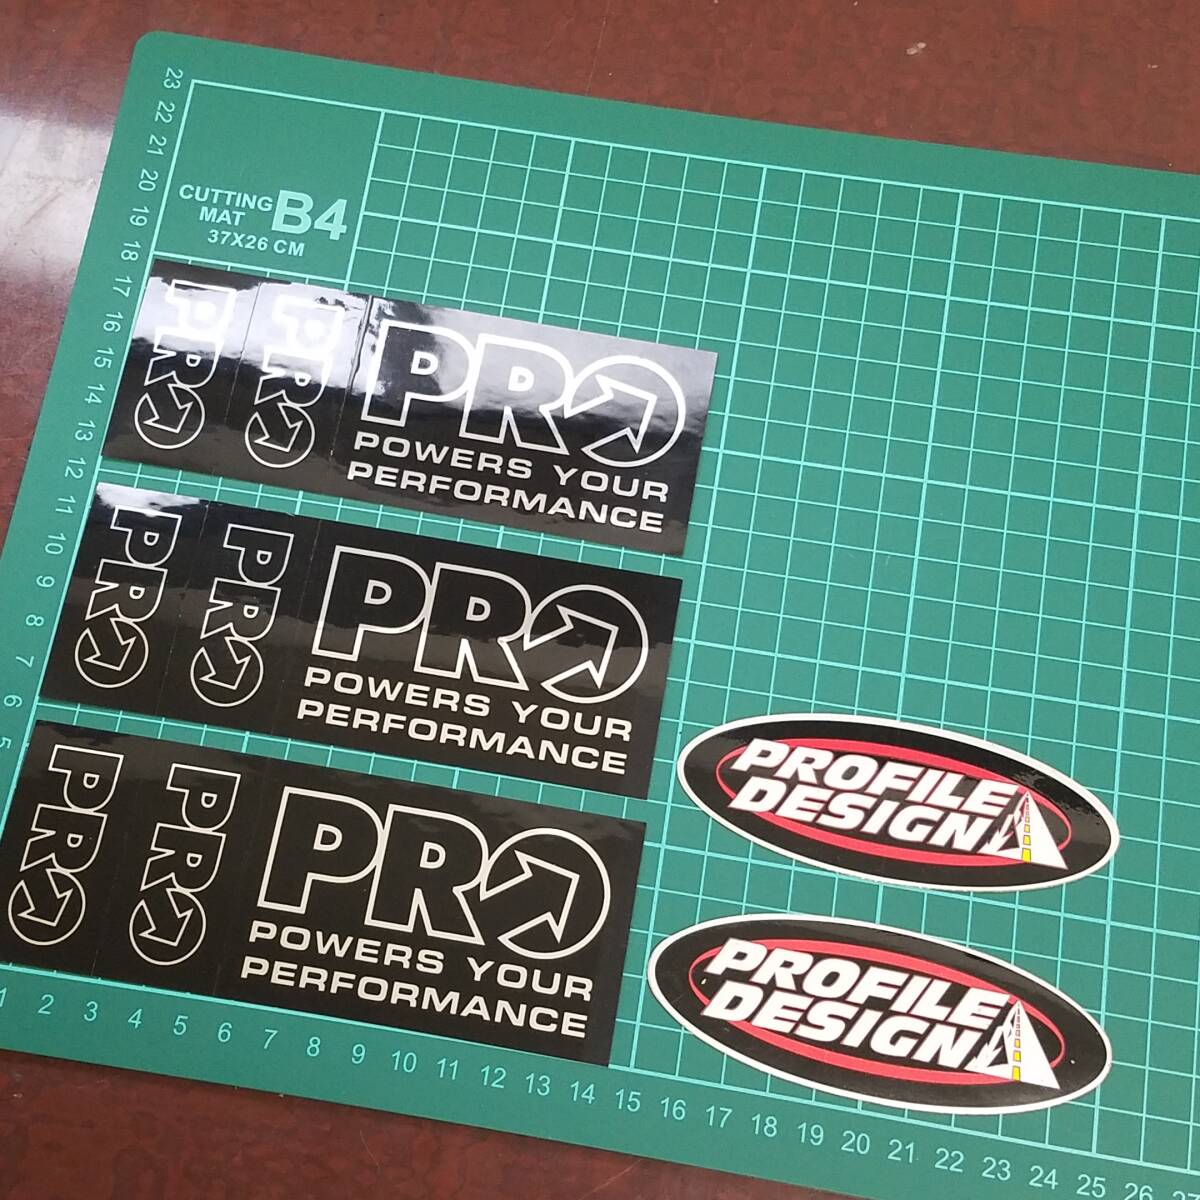 CUTTING
MAT
B4
37X26 CM
23
22
21
20
19
18
17
16
15
14
13
12
11
10
9
8
7
6
5
PRO
PRO
PRO
POWERS YOUR
PERFORMANCE
PRO
PRO
PRO
POWERS YOUR
PERFORMANCE
PRO
PRO
PRO
POWERS YOUR
PERFORMANCE
PROFILE
DESIGN
PROFILE
DESIGN
1 2 3 4 5 6 7 8 9 10 11 12 13 14 15 16 17 18 19 20 21 22 23 24 25 26 27